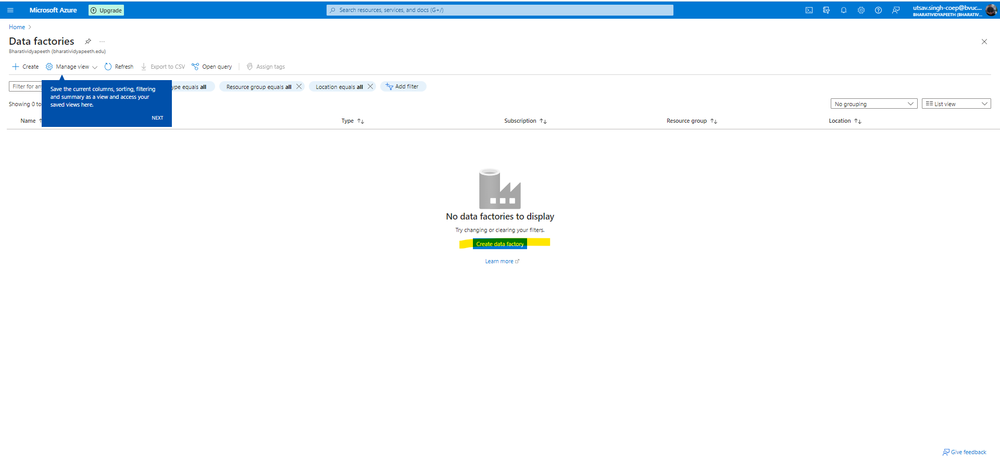 Microsoft Azure
Upgrade
Search resources, services, and docs (G+/)
utsav.singh-coep@bvuc...
BHARATIVIDYAPEETH (BHARATIV...
Home
Data factories
Bharatividyapeeth (bharatividyapeeth.edu)
Create
Manage view
Refresh
Export to CSV
Open query
Assign tags
Filter for
ype equals all
Resource group equals all
Location equals all
Add filter
Save the current columns, sorting, filtering
and summary as a view and access your
saved views here.
NEXT
Showing 0 to
No grouping
List view
Name
Type
Subscription
Resource group
Location
No data factories to display
Try changing or clearing your filters.
Create data factory
Learn more
Give feedback